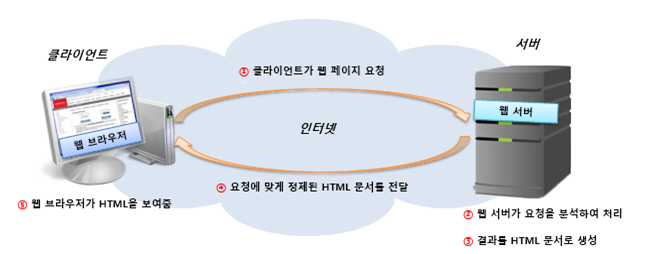 클라이언트
서버
① 클라이언트가 웹 페이지 요청
웹 브라우저
인터넷
웹 서버
④ 요청에 맞게 정제된 HTML 문서를 전달
⑤ 웹 브라우저가 HTML을 보여줌
② 웹 서버가 요청을 분석하여 처리
③ 결과를 HTML 문서로 생성